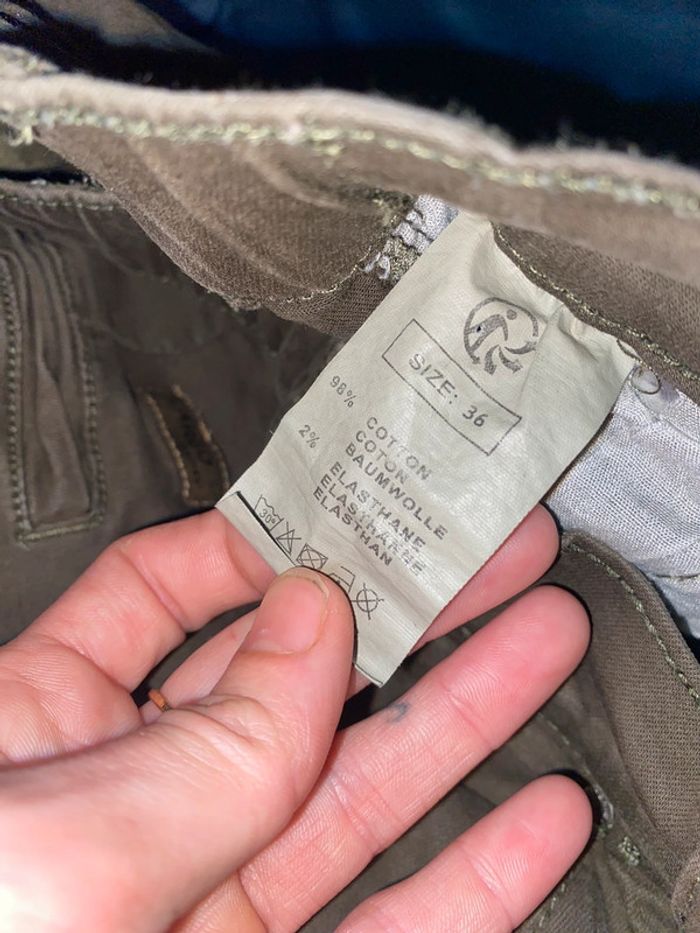 SIZE: 36
98% COTTON
COTON
BAUMWOLLE
2% ELASTHANE
ELASTHANNE
ELASTHAN
30°